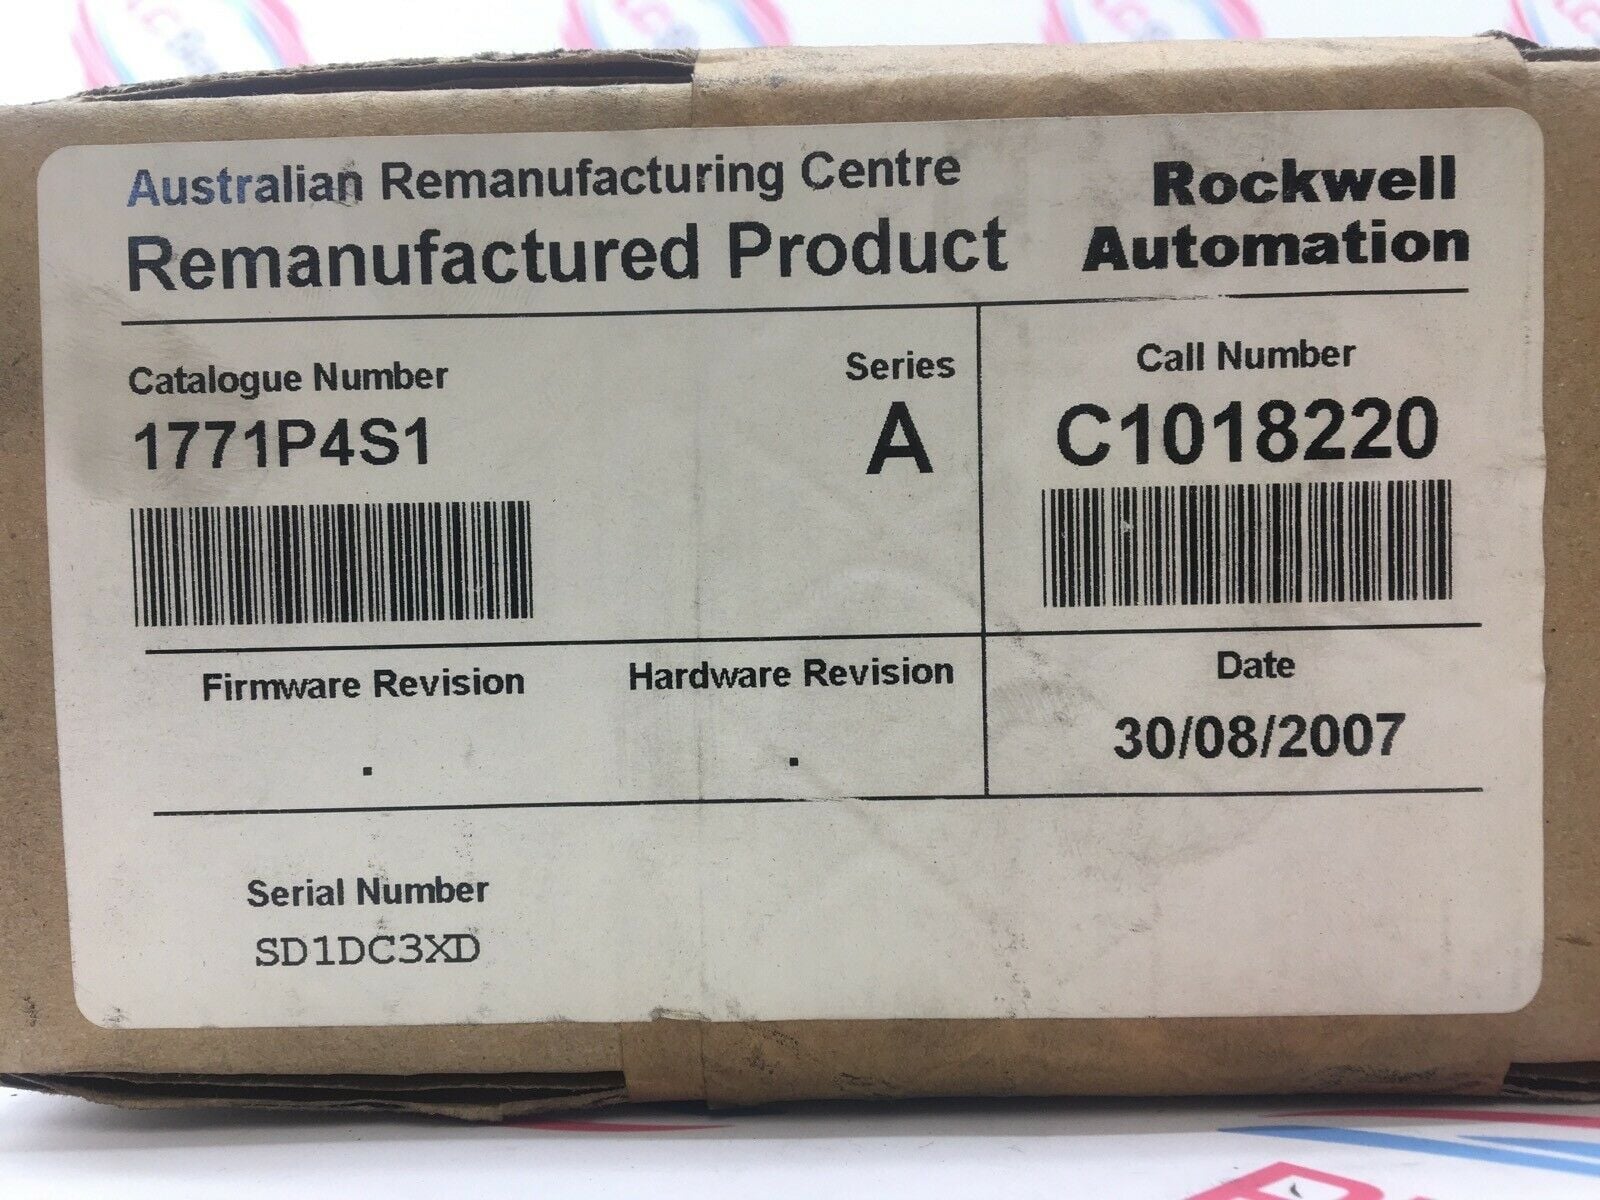 Australian Remanufacturing Centre
Remanufactured Product
Rockwell
Automation
Catalogue Number
1771P4S1
Series
A
Call Number
C1018220
Firmware Revision
.
Hardware Revision
.
Date
30/08/2007
Serial Number
SD1DC3XD